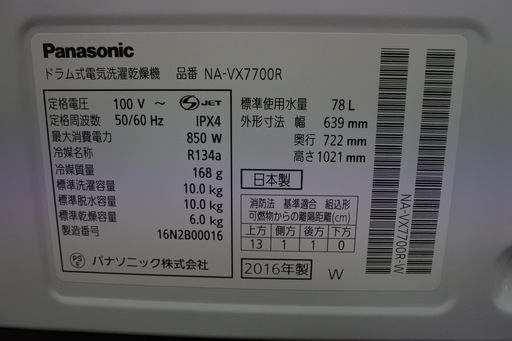 Panasonic
ドラム式電気洗濯乾燥機 品番 NA-VX7700R
定格電圧 100 V ～ S JET
定格周波数 50/60 Hz IPX4
最大消費電力 850 W
冷媒名称 R134a
冷媒質量 168 g
標準洗濯容量 10.0 kg
標準脱水容量 10.0 kg
標準乾燥容量 6.0 kg
製造番号 16N2B00016
PS E パナソニック株式会社
標準使用水量 78 L
外形寸法 幅 639 mm
奥行 722 mm
高さ 1021 mm
日本製
消防法 基準適合 組込形
可燃物からの離隔距離(cm)
上方 側方 後方 下方
13 1 1 0
2016年製 W
NA-VX7700R-W